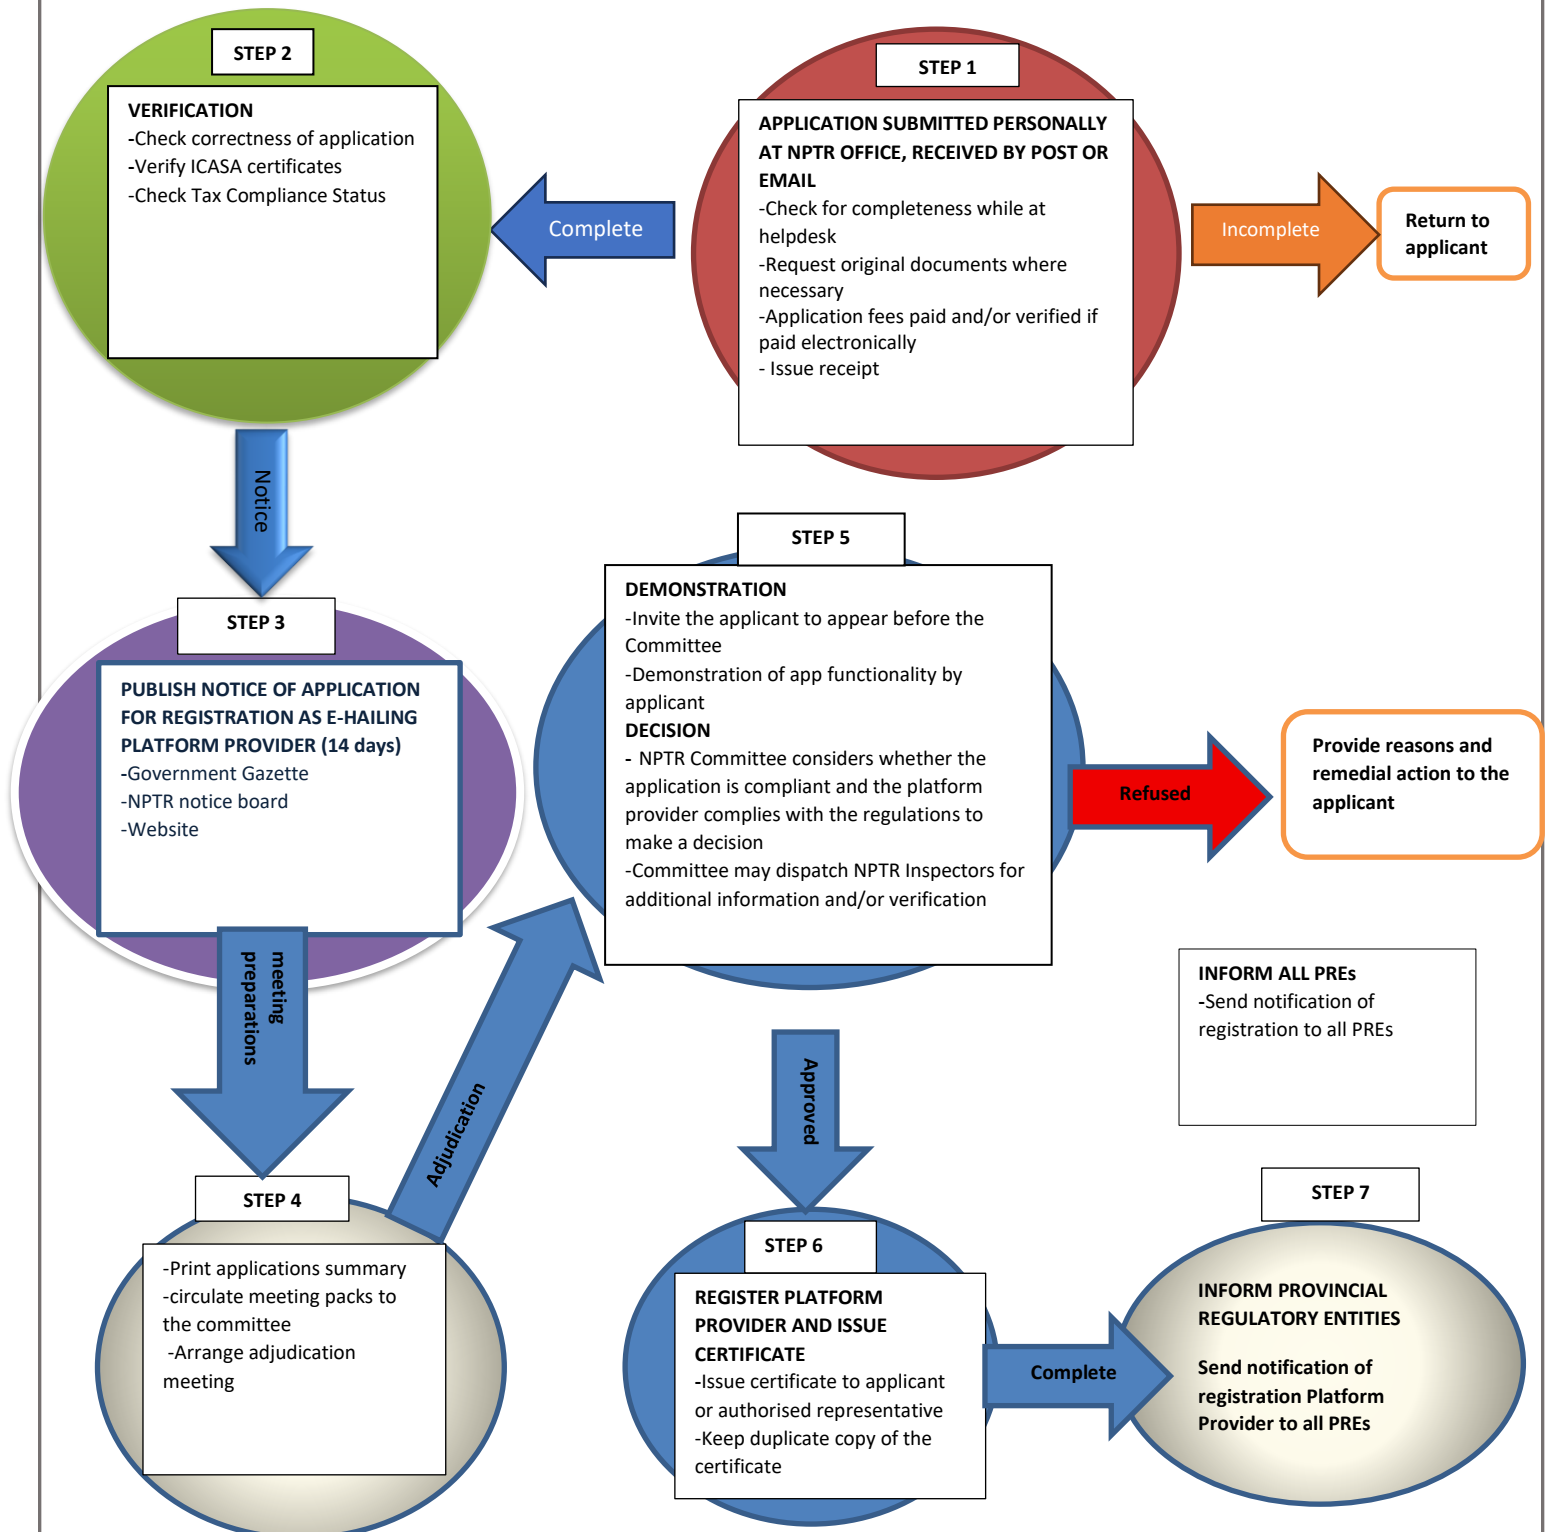 STEP 1
APPLICATION SUBMITTED PERSONALLY
AT NPTR OFFICE, RECEIVED BY POST OR
EMAIL
-Check for completeness while at
helpdesk
-Request original documents where
necessary
-Application fees paid and/or verified if
paid electronically
- Issue receipt
Incomplete
Return to
applicant
Complete
STEP 2
VERIFICATION
-Check correctness of application
-Verify ICASA certificates
-Check Tax Compliance Status
Notice
STEP 3
PUBLISH NOTICE OF APPLICATION
FOR REGISTRATION AS E-HAILING
PLATFORM PROVIDER (14 days)
-Government Gazette
-NPTR notice board
-Website
meeting
preparations
STEP 4
-Print applications summary
-circulate meeting packs to
the committee
-Arrange adjudication
meeting
Adjudication
STEP 5
DEMONSTRATION
-Invite the applicant to appear before the
Committee
-Demonstration of app functionality by
applicant
DECISION
- NPTR Committee considers whether the
application is compliant and the platform
provider complies with the regulations to
make a decision
-Committee may dispatch NPTR Inspectors for
additional information and/or verification
Refused
Provide reasons and
remedial action to the
applicant
Approved
STEP 6
REGISTER PLATFORM
PROVIDER AND ISSUE
CERTIFICATE
-Issue certificate to applicant
or authorised representative
-Keep duplicate copy of the
certificate
Complete
INFORM ALL PREs
-Send notification of
registration to all PREs
STEP 7
INFORM PROVINCIAL
REGULATORY ENTITIES
Send notification of
registration Platform
Provider to all PREs